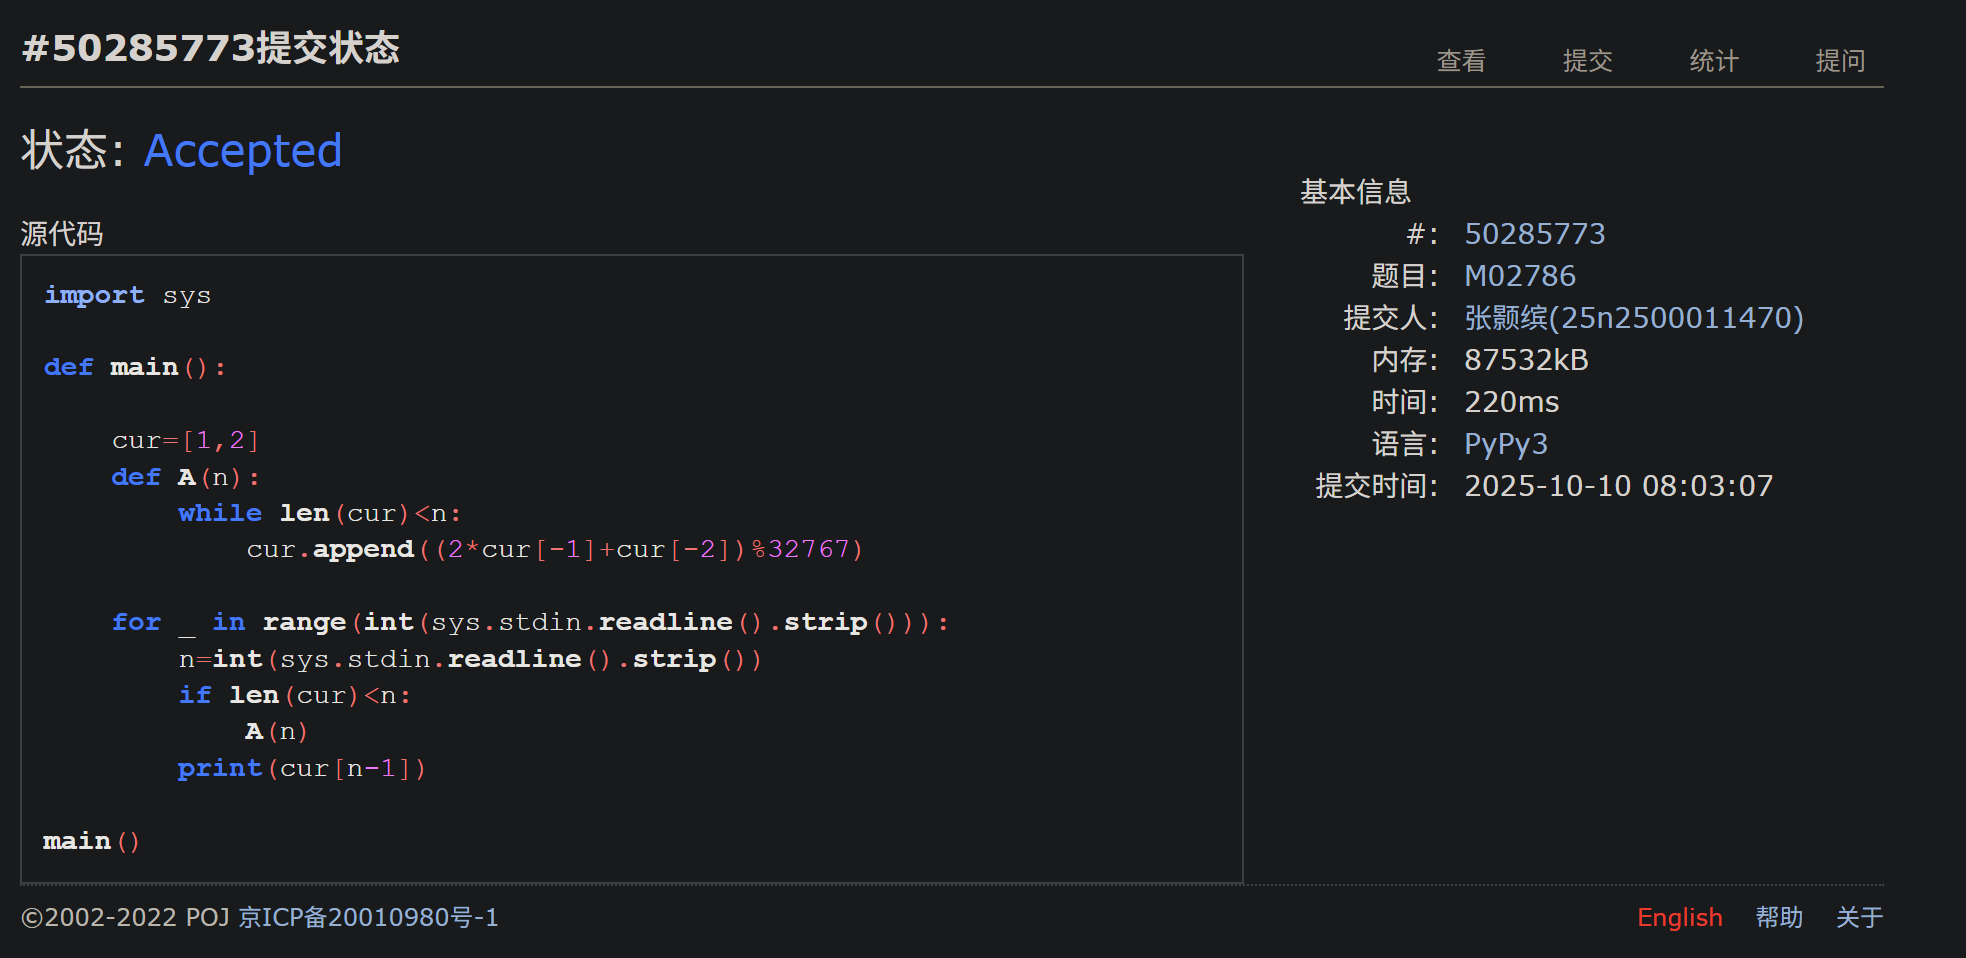 #50285773提交状态
查看 提交 统计 提问
状态: Accepted
源代码
import sys

def main():

    cur=[1,2]
    def A(n):
        while len(cur)<n:
            cur.append((2*cur[-1]+cur[-2])%32767)

    for _ in range(int(sys.stdin.readline().strip())):
        n=int(sys.stdin.readline().strip())
        if len(cur)<n:
            A(n)
        print(cur[n-1])

main()
基本信息
#: 50285773
题目: M02786
提交人: 张颢缤(25n2500011470)
内存: 87532kB
时间: 220ms
语言: PyPy3
提交时间: 2025-10-10 08:03:07
©2002-2022 POJ 京ICP备20010980号-1
English 帮助 关于